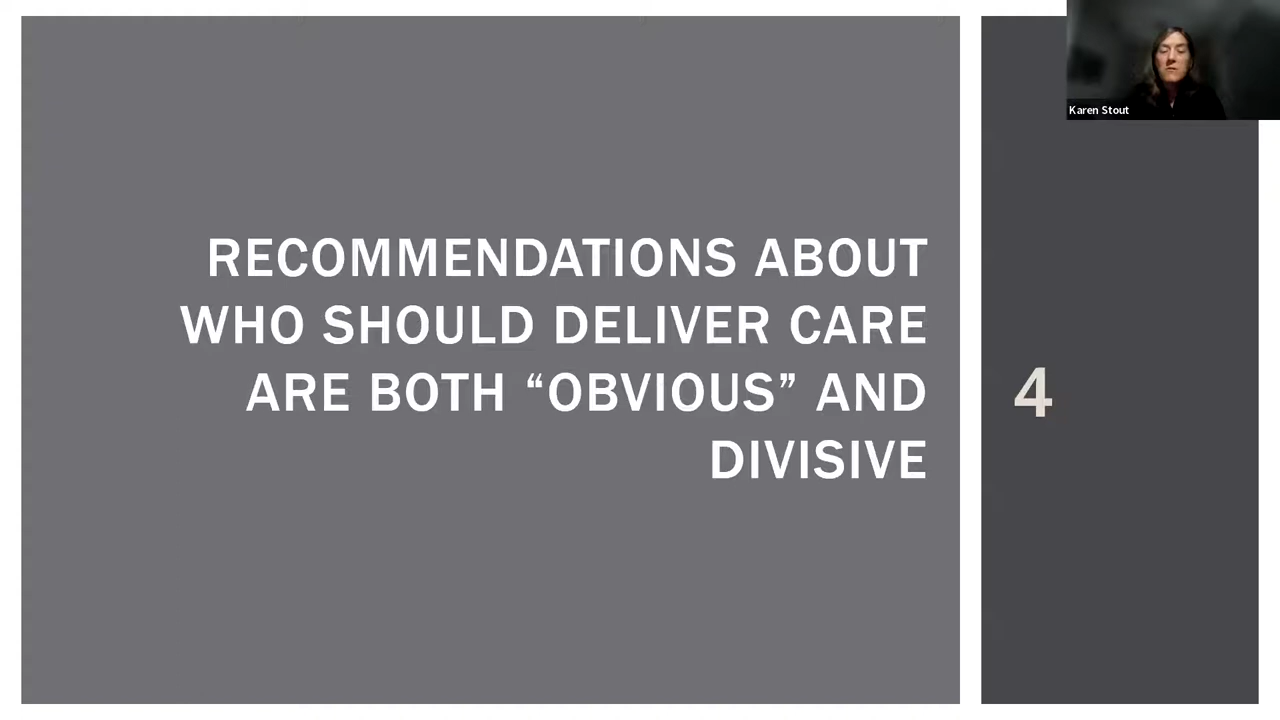 RECOMMENDATIONS ABOUT
WHO SHOULD DELIVER CARE
ARE BOTH “OBVIOUS” AND
DIVISIVE
4
Karen Stout